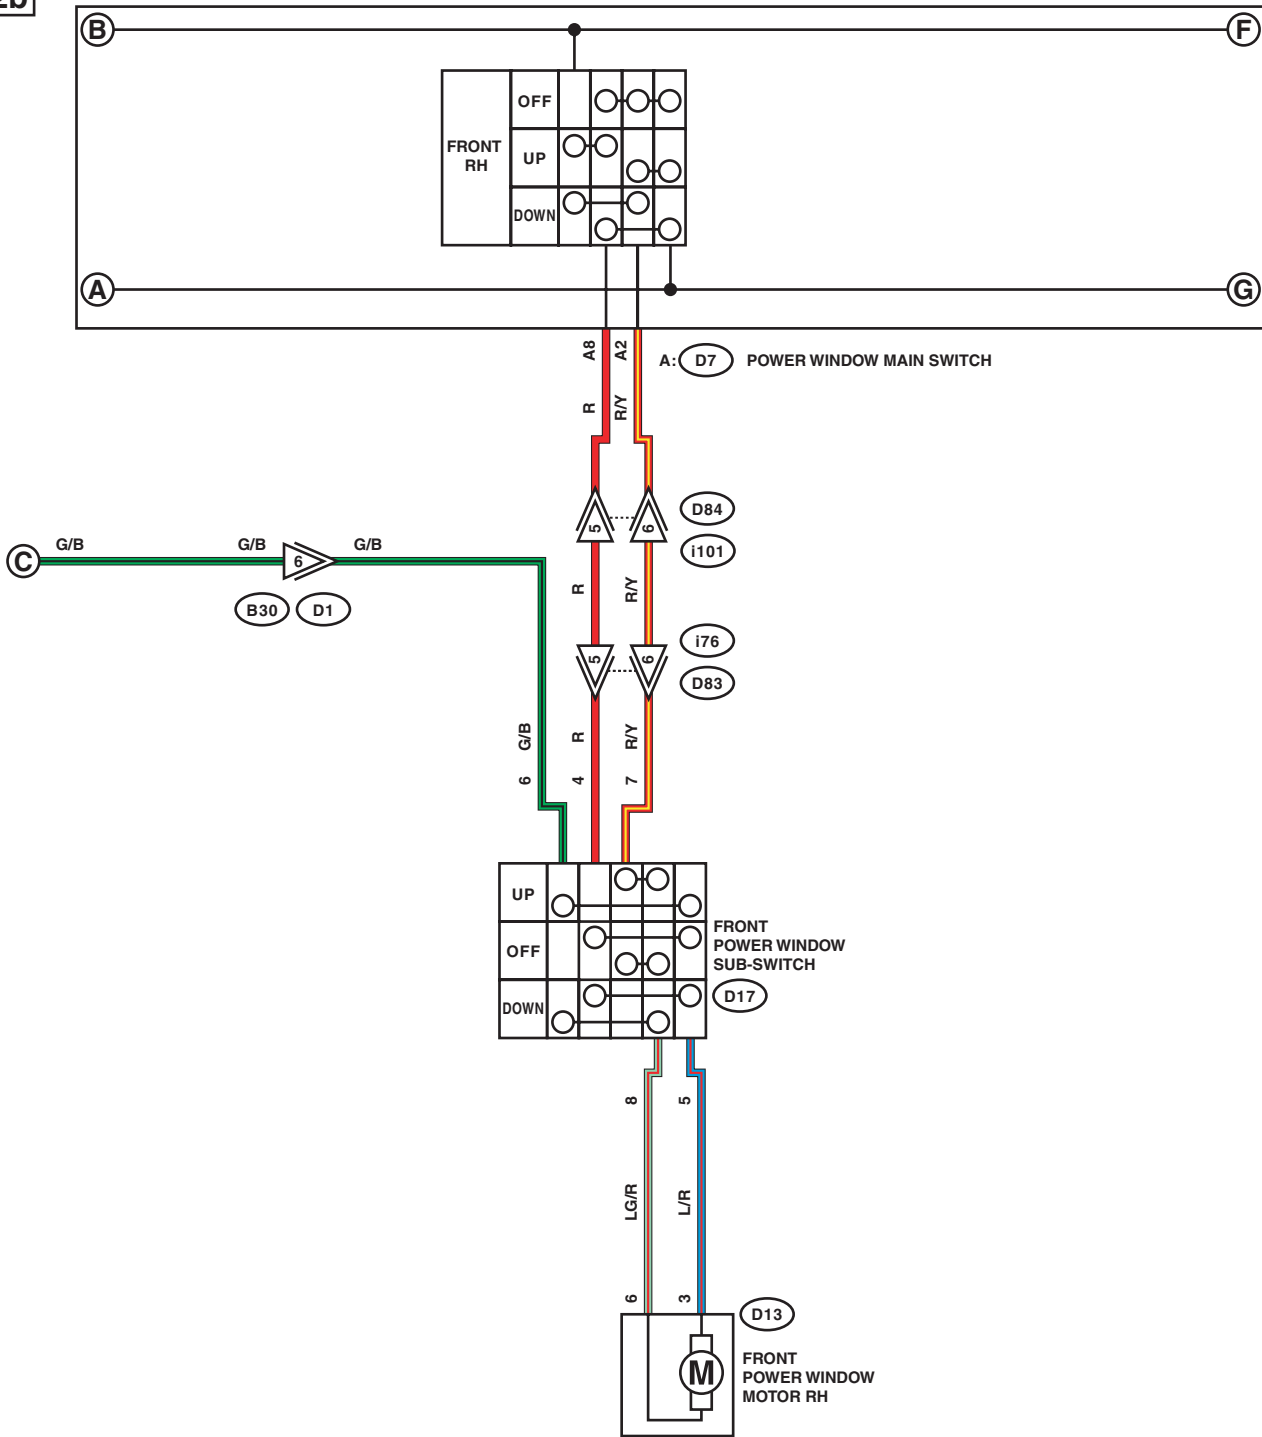 2b
B
F
FRONT
RH
OFF
UP
DOWN
A
G
A8
A2
A: D7 POWER WINDOW MAIN SWITCH
R
R/Y
5
6
D84
i101
C
G/B
G/B
6
G/B
B30
D1
R
R/Y
5
6
i76
D83
G/B
R
R/Y
6
4
7
UP
OFF
DOWN
FRONT
POWER WINDOW
SUB-SWITCH
D17
8
5
LG/R
L/R
6
3
D13
M
FRONT
POWER WINDOW
MOTOR RH